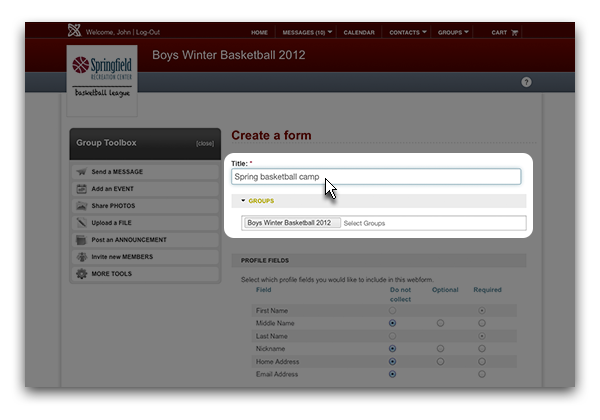 Welcome, John | Log-Out
HOME MESSAGES (10) CALENDAR CONTACTS GROUPS CART
Springfield
RECREATION CENTER
basketball league
Boys Winter Basketball 2012
?
Group Toolbox [close]
Send a MESSAGE
Add an EVENT
Share PHOTOS
Upload a FILE
Post an ANNOUNCEMENT
Invite new MEMBERS
MORE TOOLS
Create a form
Title: *
Spring basketball camp
GROUPS
Boys Winter Basketball 2012 Select Groups
PROFILE FIELDS
Select which profile fields you would like to include in this webform.
Field Do not collect Optional Required
First Name
Middle Name
Last Name
Nickname
Home Address
Email Address